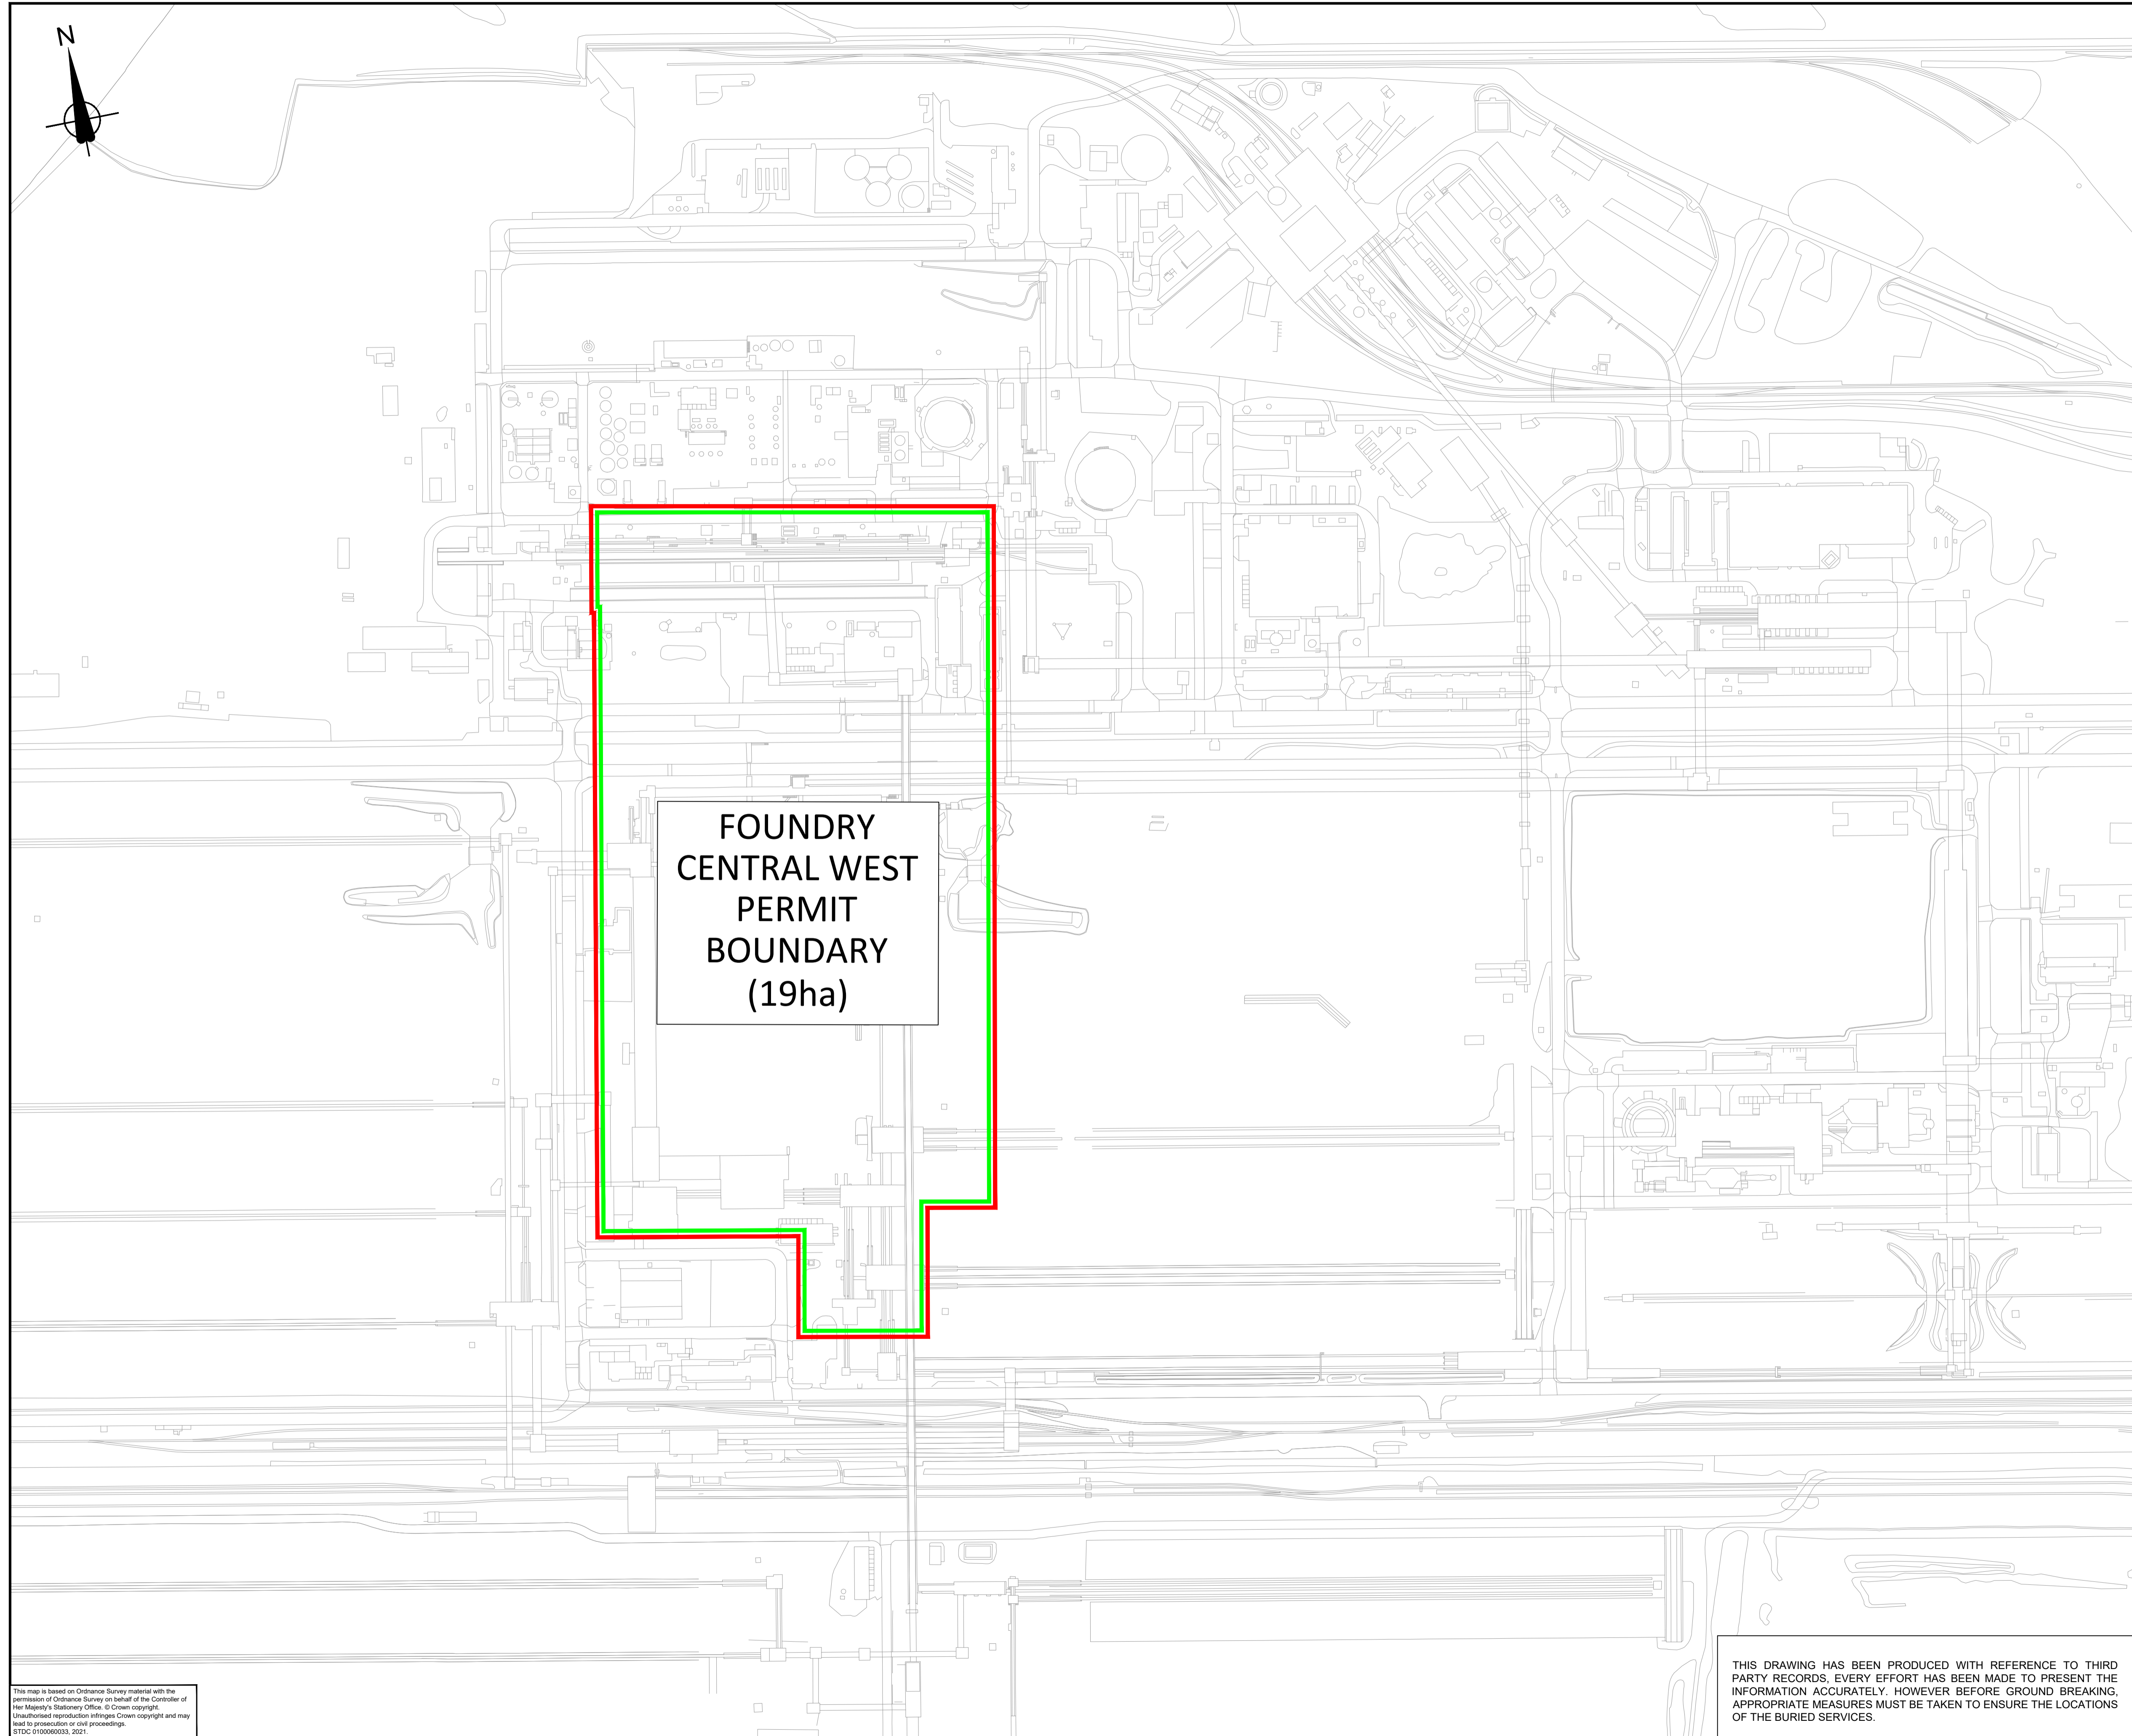 N
FOUNDRY
CENTRAL WEST
PERMIT
BOUNDARY
(19ha)
This map is based on Ordnance Survey material with the
permission of Ordnance Survey on behalf of the Controller of
Her Majesty's Stationery Office. © Crown copyright.
Unauthorised reproduction infringes Crown copyright and may
lead to prosecution or civil proceedings.
STDC 0100060033, 2021.
THIS DRAWING HAS BEEN PRODUCED WITH REFERENCE TO THIRD
PARTY RECORDS, EVERY EFFORT HAS BEEN MADE TO PRESENT THE
INFORMATION ACCURATELY. HOWEVER BEFORE GROUND BREAKING,
APPROPRIATE MEASURES MUST BE TAKEN TO ENSURE THE LOCATIONS
OF THE BURIED SERVICES.